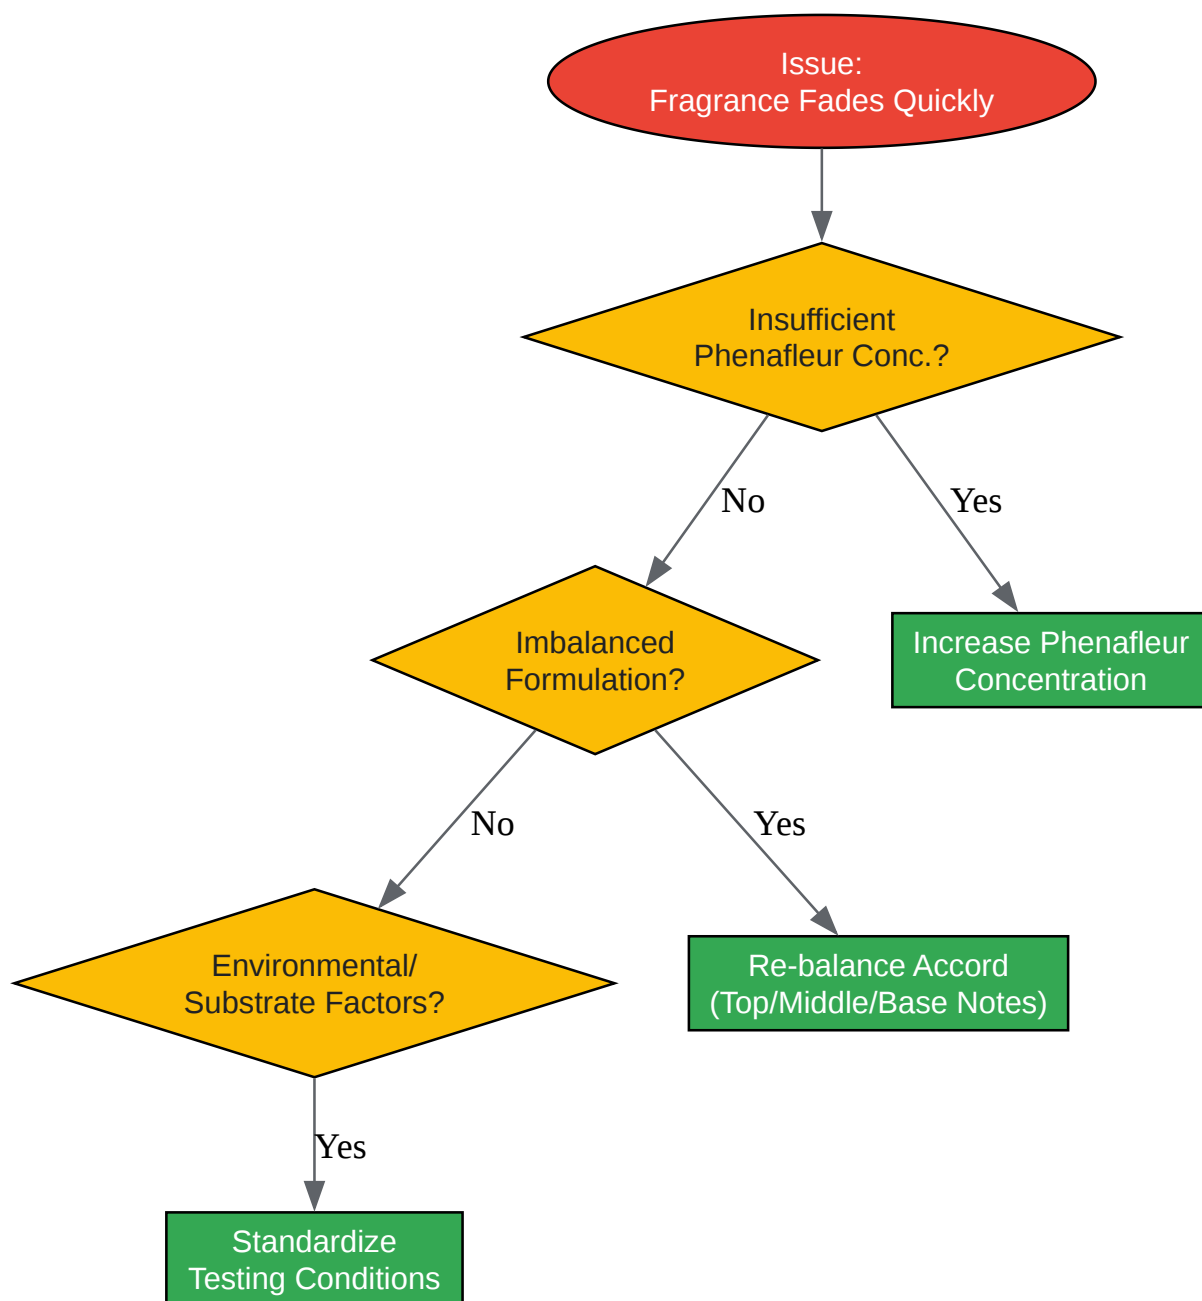 Issue:
Fragrance Fades Quickly
Insufficient
Phenafleur Conc.?
No
Yes
Imbalanced
Formulation?
Increase Phenafleur
Concentration
No
Yes
Environmental/
Substrate Factors?
Re-balance Accord
(Top/Middle/Base Notes)
Yes
Standardize
Testing Conditions